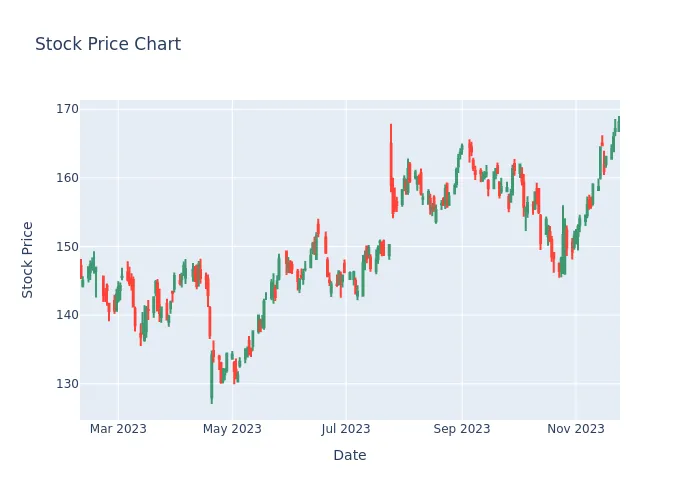 Stock Price Chart
170
160
150
140
130
Stock Price
Mar 2023
May 2023
Jul 2023
Sep 2023
Nov 2023
Date